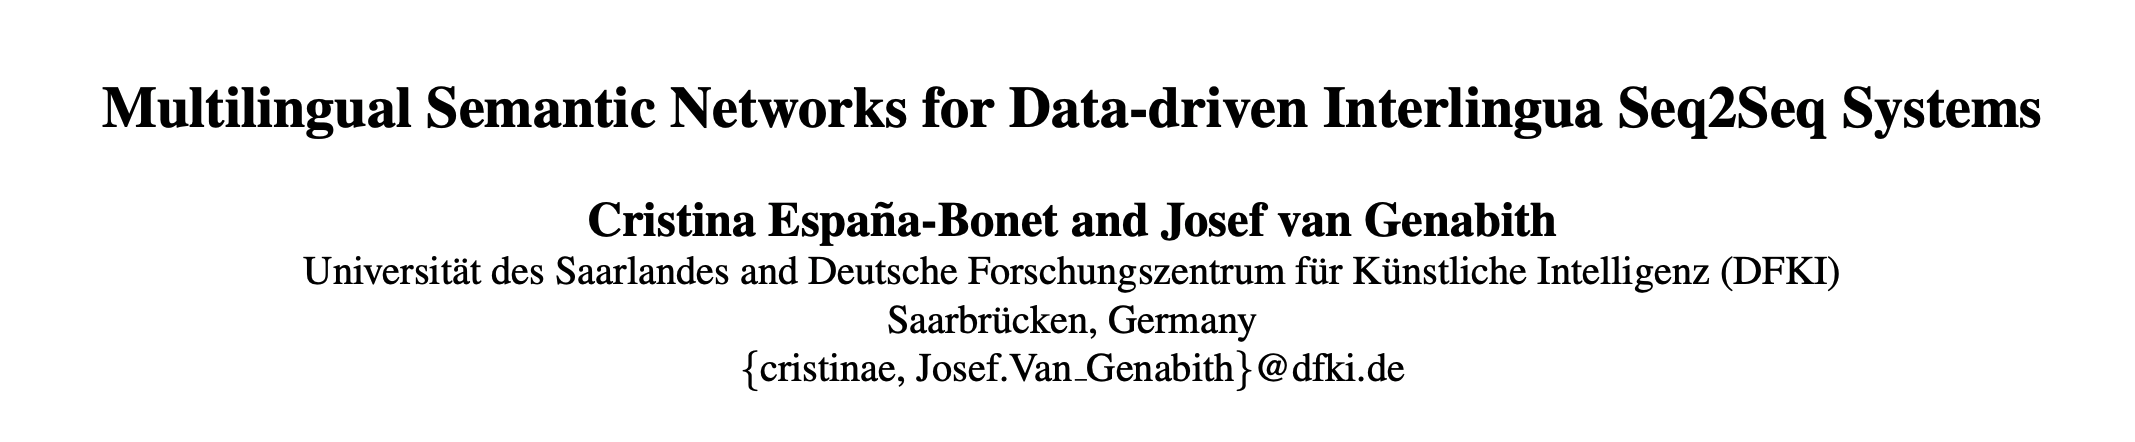 Multilingual Semantic Networks for Data-driven Interlingua Seq2Seq Systems
Cristina España-Bonet and Josef van Genabith
Universität des Saarlandes and Deutsche Forschungszentrum für Künstliche Intelligenz (DFKI)
Saarbrücken, Germany
{cristinae, Josef.Van_Genabith}@dfki.de